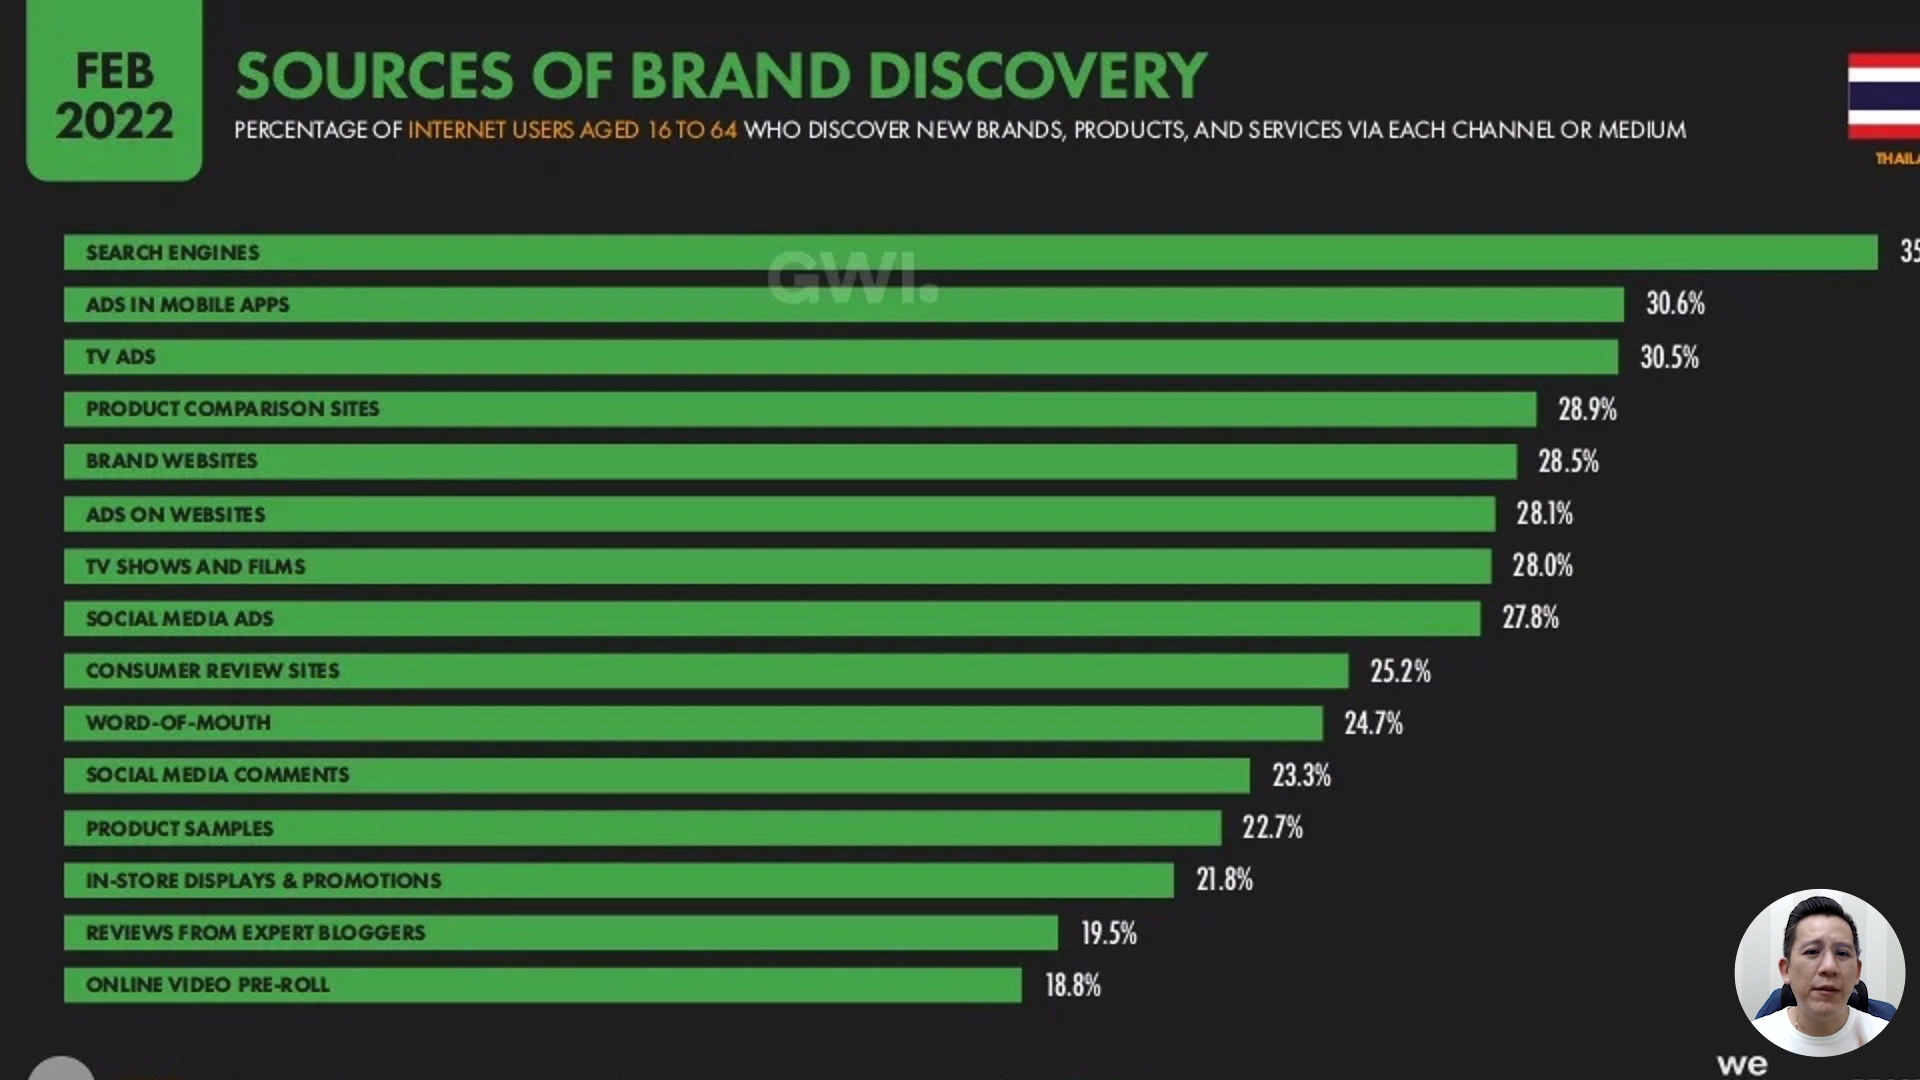 FEB
2022
SOURCES OF BRAND DISCOVERY
PERCENTAGE OF INTERNET USERS AGED 16 TO 64 WHO DISCOVER NEW BRANDS, PRODUCTS, AND SERVICES VIA EACH CHANNEL OR MEDIUM
THAILA
SEARCH ENGINES 35
GWI.
ADS IN MOBILE APPS 30.6%
TV ADS 30.5%
PRODUCT COMPARISON SITES 28.9%
BRAND WEBSITES 28.5%
ADS ON WEBSITES 28.1%
TV SHOWS AND FILMS 28.0%
SOCIAL MEDIA ADS 27.8%
CONSUMER REVIEW SITES 25.2%
WORD-OF-MOUTH 24.7%
SOCIAL MEDIA COMMENTS 23.3%
PRODUCT SAMPLES 22.7%
IN-STORE DISPLAYS & PROMOTIONS 21.8%
REVIEWS FROM EXPERT BLOGGERS 19.5%
ONLINE VIDEO PRE-ROLL 18.8%
we